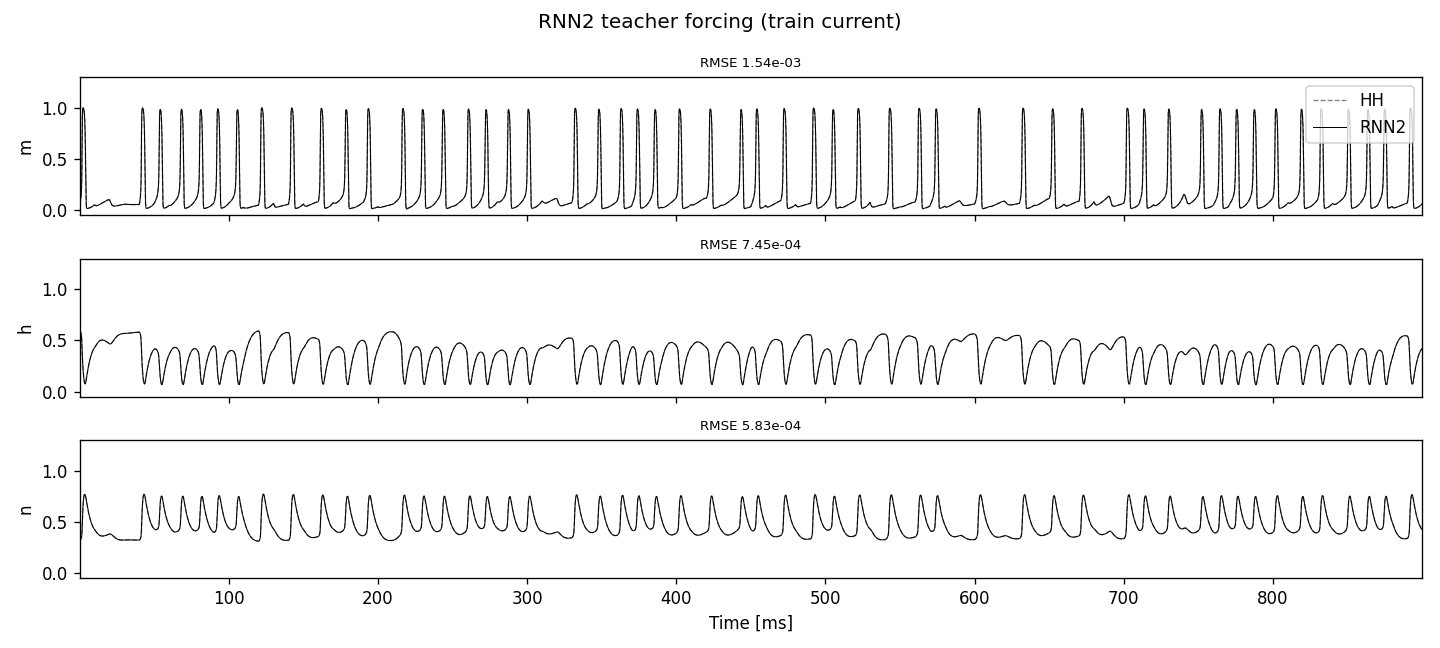 RNN2 teacher forcing (train current)
RMSE 1.54e-03
1.0
0.5
0.0
m
HH
RNN2
RMSE 7.45e-04
1.0
0.5
0.0
h
RMSE 5.83e-04
1.0
0.5
0.0
n
100 200 300 400 500 600 700 800
Time [ms]